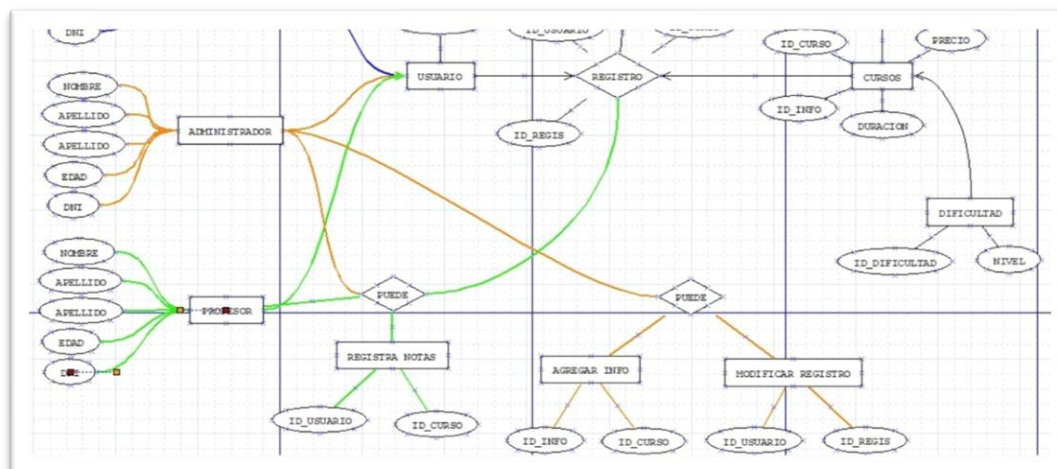 DNI
ID_USUARIO
ID_CURSO
PRECIO
NOMBRE
USUARIO
REGISTRO
CURSOS
APELLIDO
ADMINISTRADOR
ID_INFO
APELLIDO
ID_REGIS
DURACION
EDAD
DNI
DIFICULTAD
NOMBRE
ID_DIFICULTAD
NIVEL
APELLIDO
PUEDE
PUEDE
APELLIDO
EDAD
REGISTRA NOTAS
AGREGAR INFO
MODIFICAR REGISTRO
ID_USUARIO
ID_CURSO
ID_INFO
ID_CURSO
ID_USUARIO
ID_REGIS